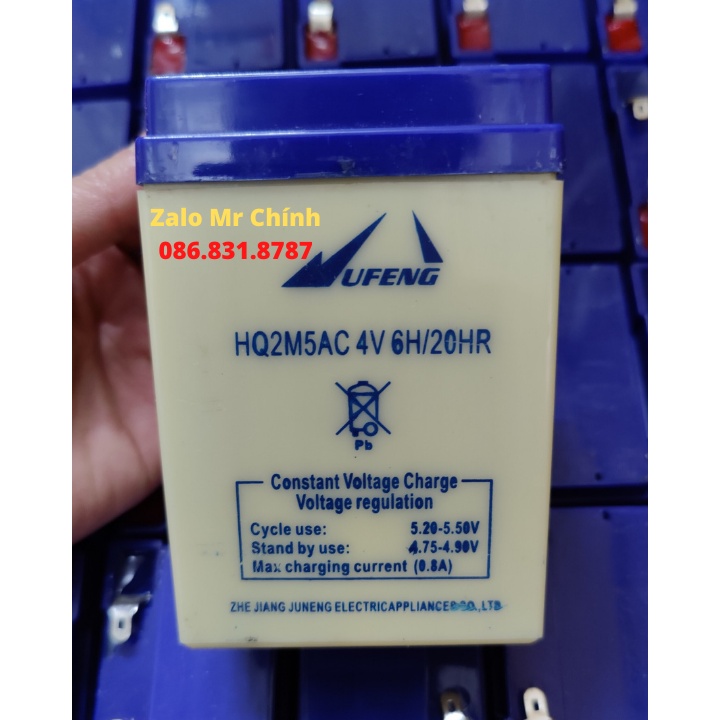 Zalo Mr Chính
086.831.8787
UFENG
HQ2M5AC 4V 6H/20HR
Pb
Constant Voltage Charge
Voltage regulation
Cycle use: 5.20-5.50V
Stand by use: 4.75-4.90V
Max charging current (0.8A)
ZHE JIANG JUNENG ELECTRICAPPLIANCES CO.,LTD